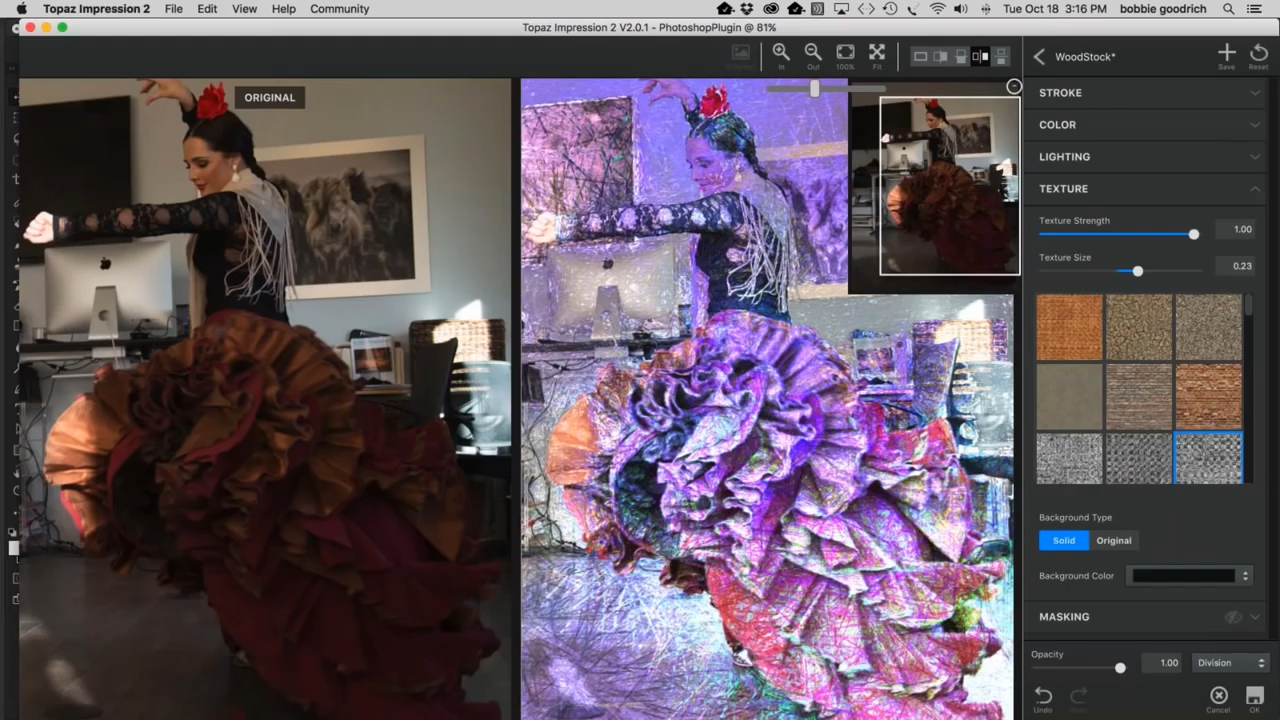 Topaz Impression 2 File Edit View Help Community Tue Oct 18 3:16 PM bobbie goodrich
Topaz Impression 2 V2.0.1 - PhotoshopPlugin @ 81%
In Out 100% Fit
WoodStock* Save Reset
ORIGINAL
STROKE
COLOR
LIGHTING
TEXTURE
Texture Strength
1.00
Texture Size
0.23
Background Type
Solid Original
Background Color
MASKING
Opacity
1.00 Division
Undo Cancel OK